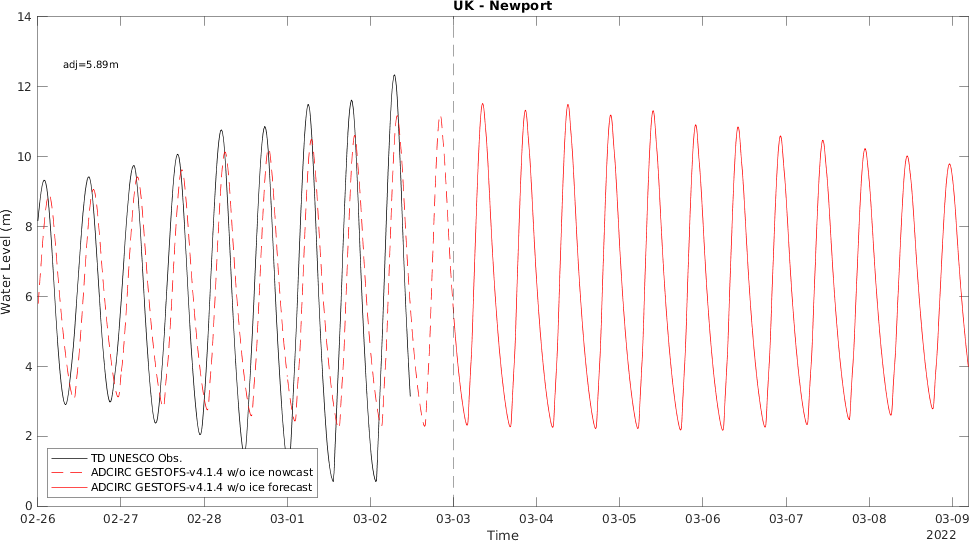 UK - Newport
14
12
10
8
6
4
2
0
Water Level (m)
adj=5.89m
TD UNESCO Obs.
ADCIRC GESTOFS-v4.1.4 w/o ice nowcast
ADCIRC GESTOFS-v4.1.4 w/o ice forecast
02-26 02-27 02-28 03-01 03-02 03-03 03-04 03-05 03-06 03-07 03-08 03-09
Time
2022